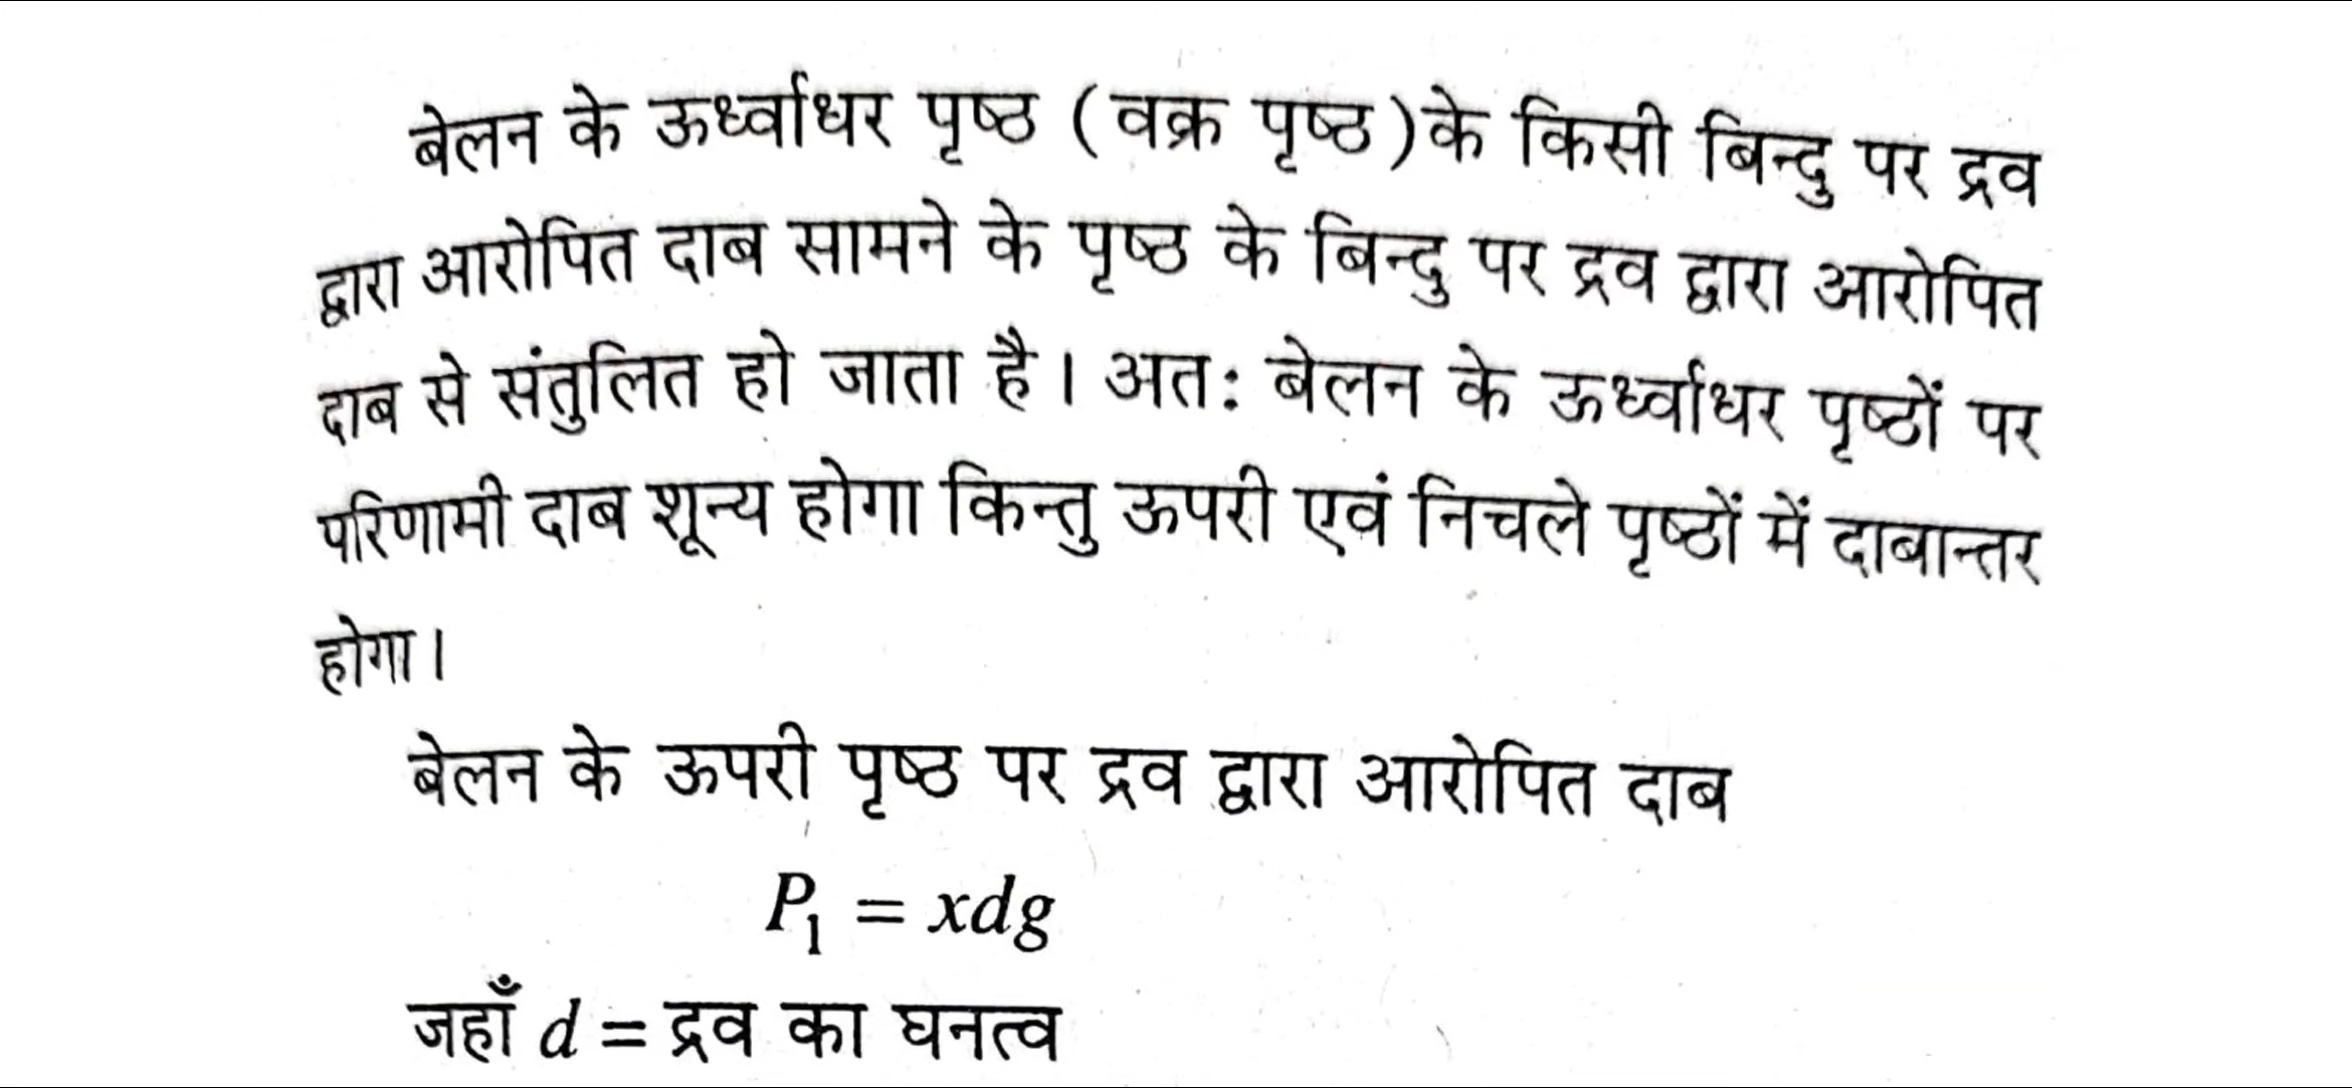 बेलन के ऊर्ध्वाधर पृष्ठ (वक्र पृष्ठ)के किसी बिन्दु पर द्रव
द्वारा आरोपित दाब सामने के पृष्ठ के बिन्दु पर द्रव द्वारा आरोपित
दाब से संतुलित हो जाता है। अतः बेलन के ऊर्ध्वाधर पृष्ठों पर
परिणामी दाब शून्य होगा किन्तु ऊपरी एवं निचले पृष्ठों में दाबान्तर
होगा।
बेलन के ऊपरी पृष्ठ पर द्रव द्वारा आरोपित दाब
P₁ = xdg
जहाँ d = द्रव का घनत्व